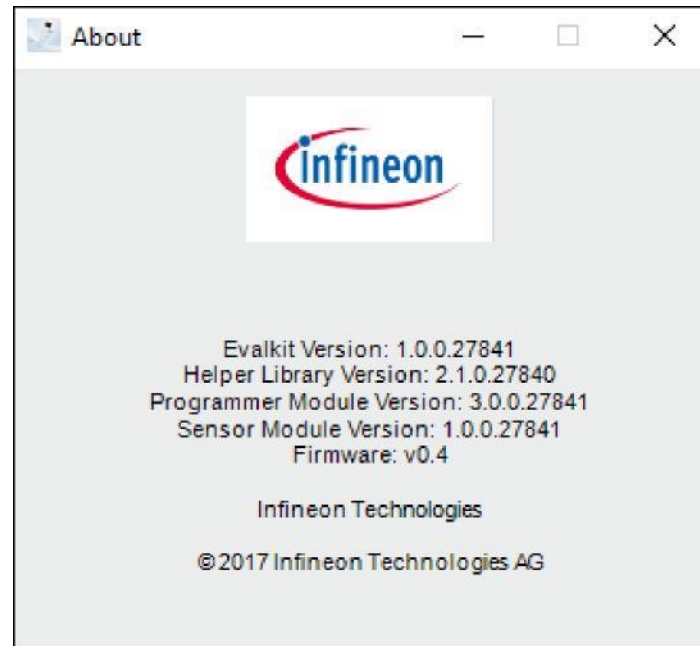 About
infineon
Evalkit Version: 1.0.0.27841
Helper Library Version: 2.1.0.27840
Programmer Module Version: 3.0.0.27841
Sensor Module Version: 1.0.0.27841
Firmware: v0.4
Infineon Technologies
©2017 Infineon Technologies AG